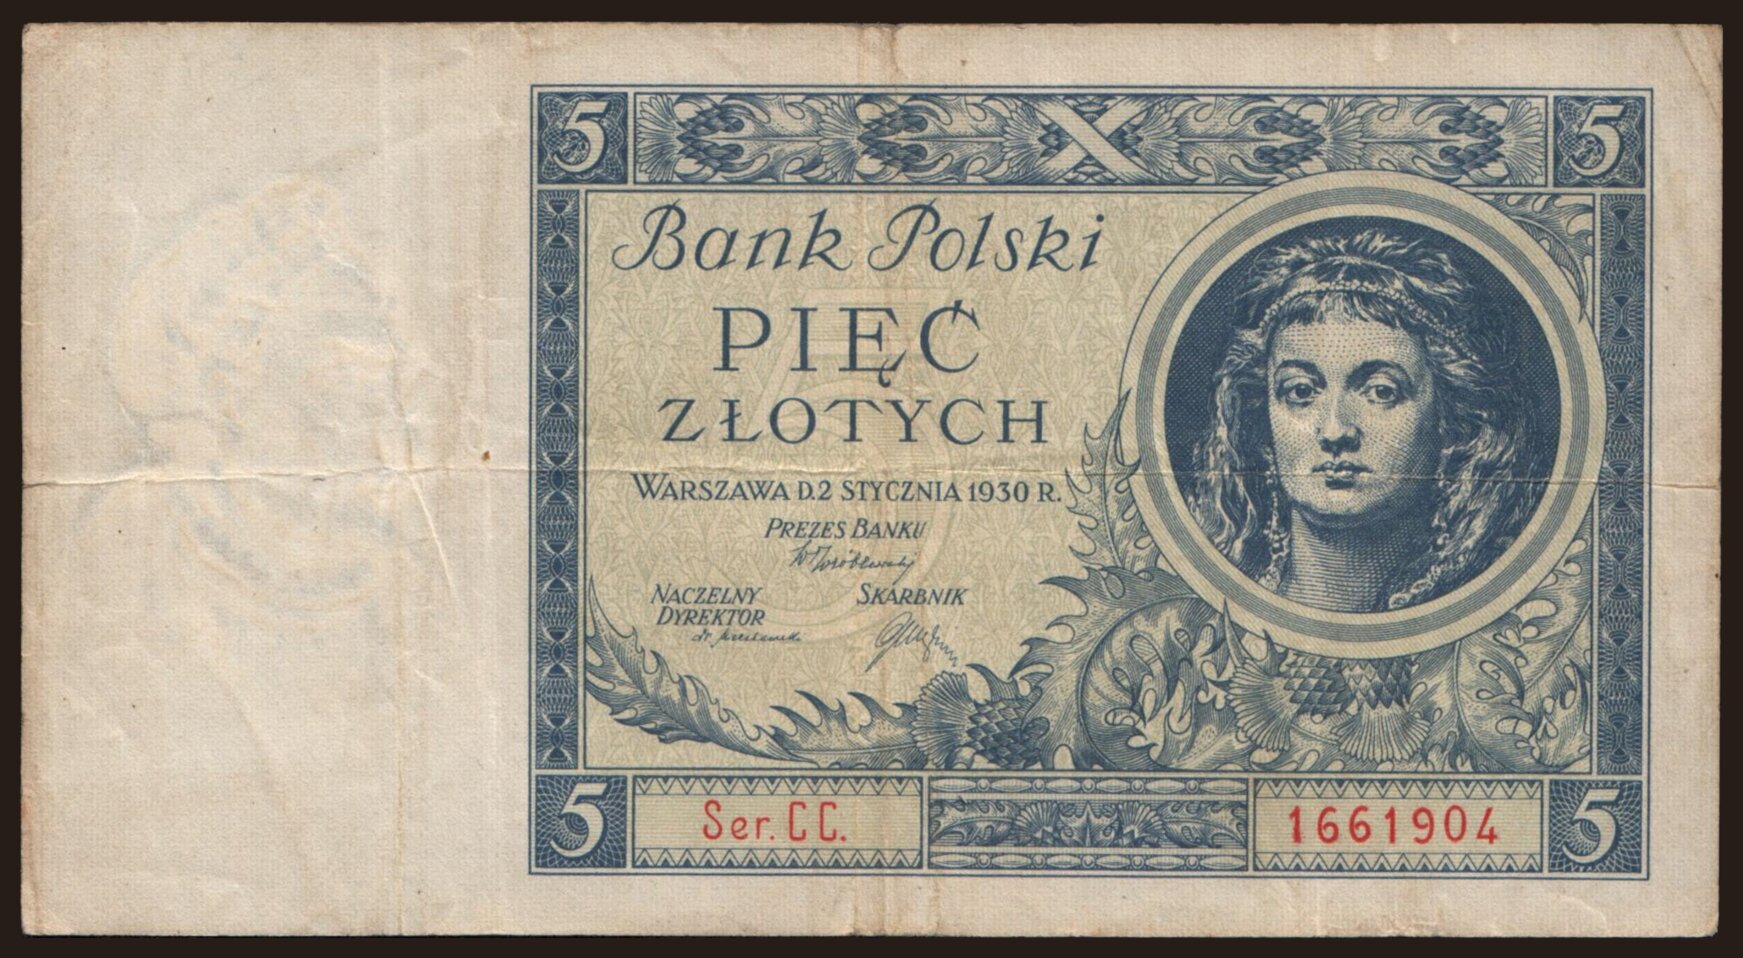 5 5
Bank Polski
PIĘĆ
ZŁOTYCH
WARSZAWA D. 2 STYCZNIA 1930 R.
PREZES BANKU
NACZELNY SKARBNIK
DYREKTOR
5 Ser. CC. 1661904 5